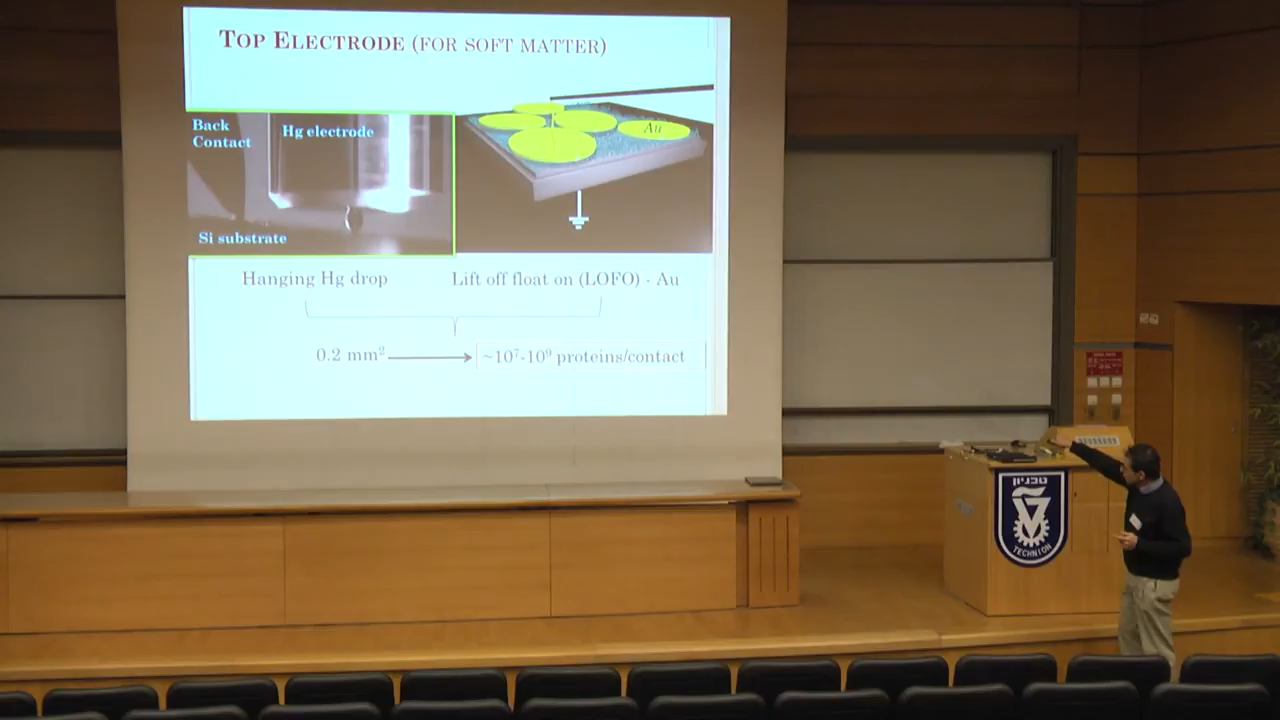 TOP ELECTRODE (FOR SOFT MATTER)
Back
Contact
Hg electrode
Si substrate
Au
Hanging Hg drop
Lift off float on (LOFO) - Au
0.2 mm²
~10⁷-10⁹ proteins/contact
טכניון
TECHNION